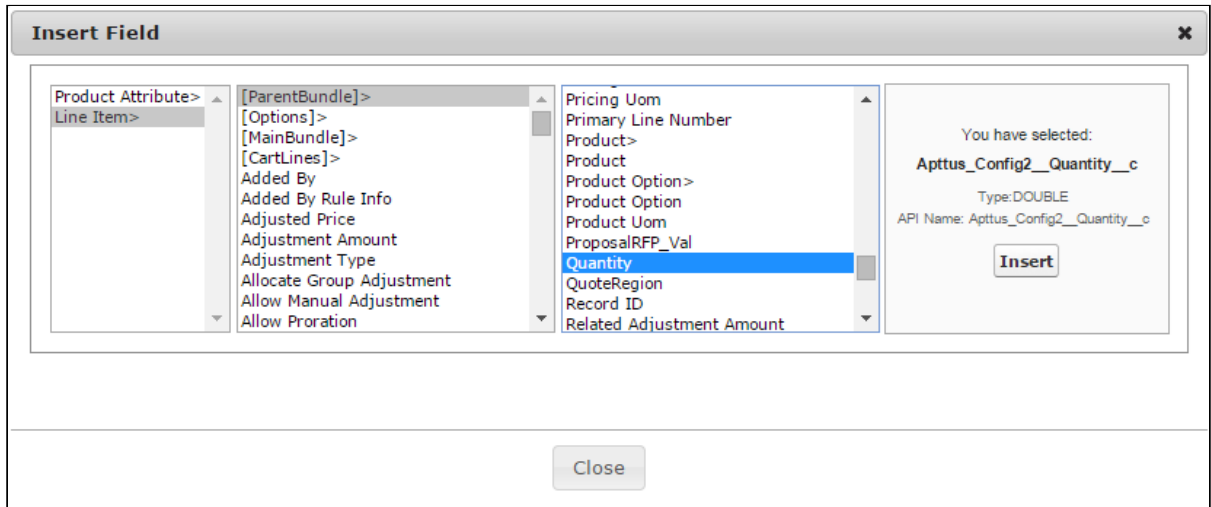 Insert Field
Product Attribute>
Line Item>
[ParentBundle]>
[Options]>
[MainBundle]>
[CartLines]>
Added By
Added By Rule Info
Adjusted Price
Adjustment Amount
Adjustment Type
Allocate Group Adjustment
Allow Manual Adjustment
Allow Proration
Pricing Uom
Primary Line Number
Product>
Product
Product Option>
Product Option
Product Uom
ProposalRFP_Val
Quantity
QuoteRegion
Record ID
Related Adjustment Amount
You have selected:
Apttus_Config2__Quantity__c
Type:DOUBLE
API Name: Apttus_Config2__Quantity__c
Insert
Close